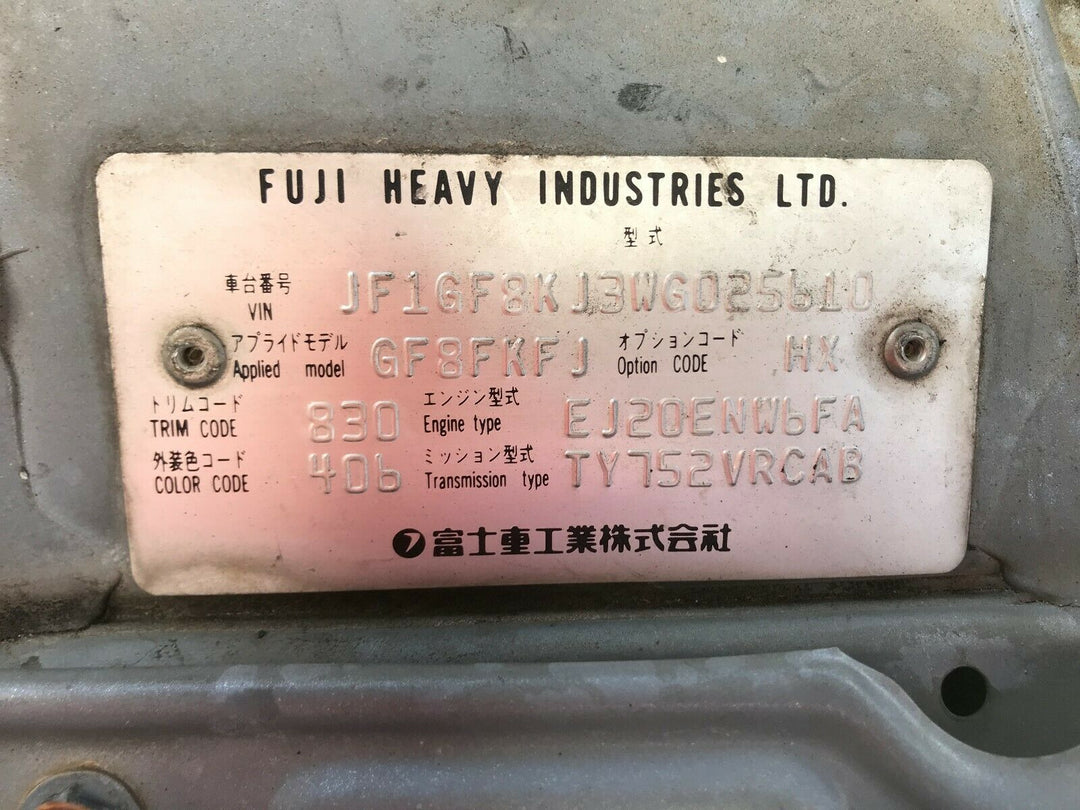 FUJI HEAVY INDUSTRIES LTD.
型式
車台番号 JF1GF8KJ3WG025610
VIN
アプライドモデル GF8FKFJ オプションコード HX
Applied model Option CODE
トリムコード 830 エンジン型式 EJ20ENW6FA
TRIM CODE Engine type
外装色コード 406 ミッション型式 TY752VRCAB
COLOR CODE Transmission type
富士重工業株式会社